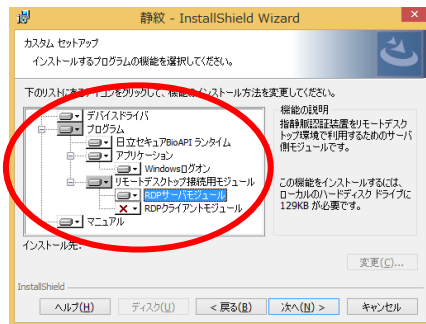 静紋 - InstallShield Wizard
カスタム セットアップ
インストールするプログラムの機能を選択してください。
下のリストにあるアイコンをクリックして、機能のインストール方法を変更してください。
デバイスドライバ
プログラム
日立セキュアBioAPI ランタイム
アプリケーション
Windowsログオン
リモートデスクトップ接続用モジュール
RDPサーバモジュール
RDPクライアントモジュール
マニュアル
機能の説明
指静脈認証装置をリモートデスク
トップ環境で利用するためのサーバ
側モジュールです。
この機能をインストールするには、
ローカルのハードディスク ドライブに
129KB が必要です。
インストール先:
変更(C)...
InstallShield
ヘルプ(H)
ディスク(U)
< 戻る(B)
次へ(N) >
キャンセル